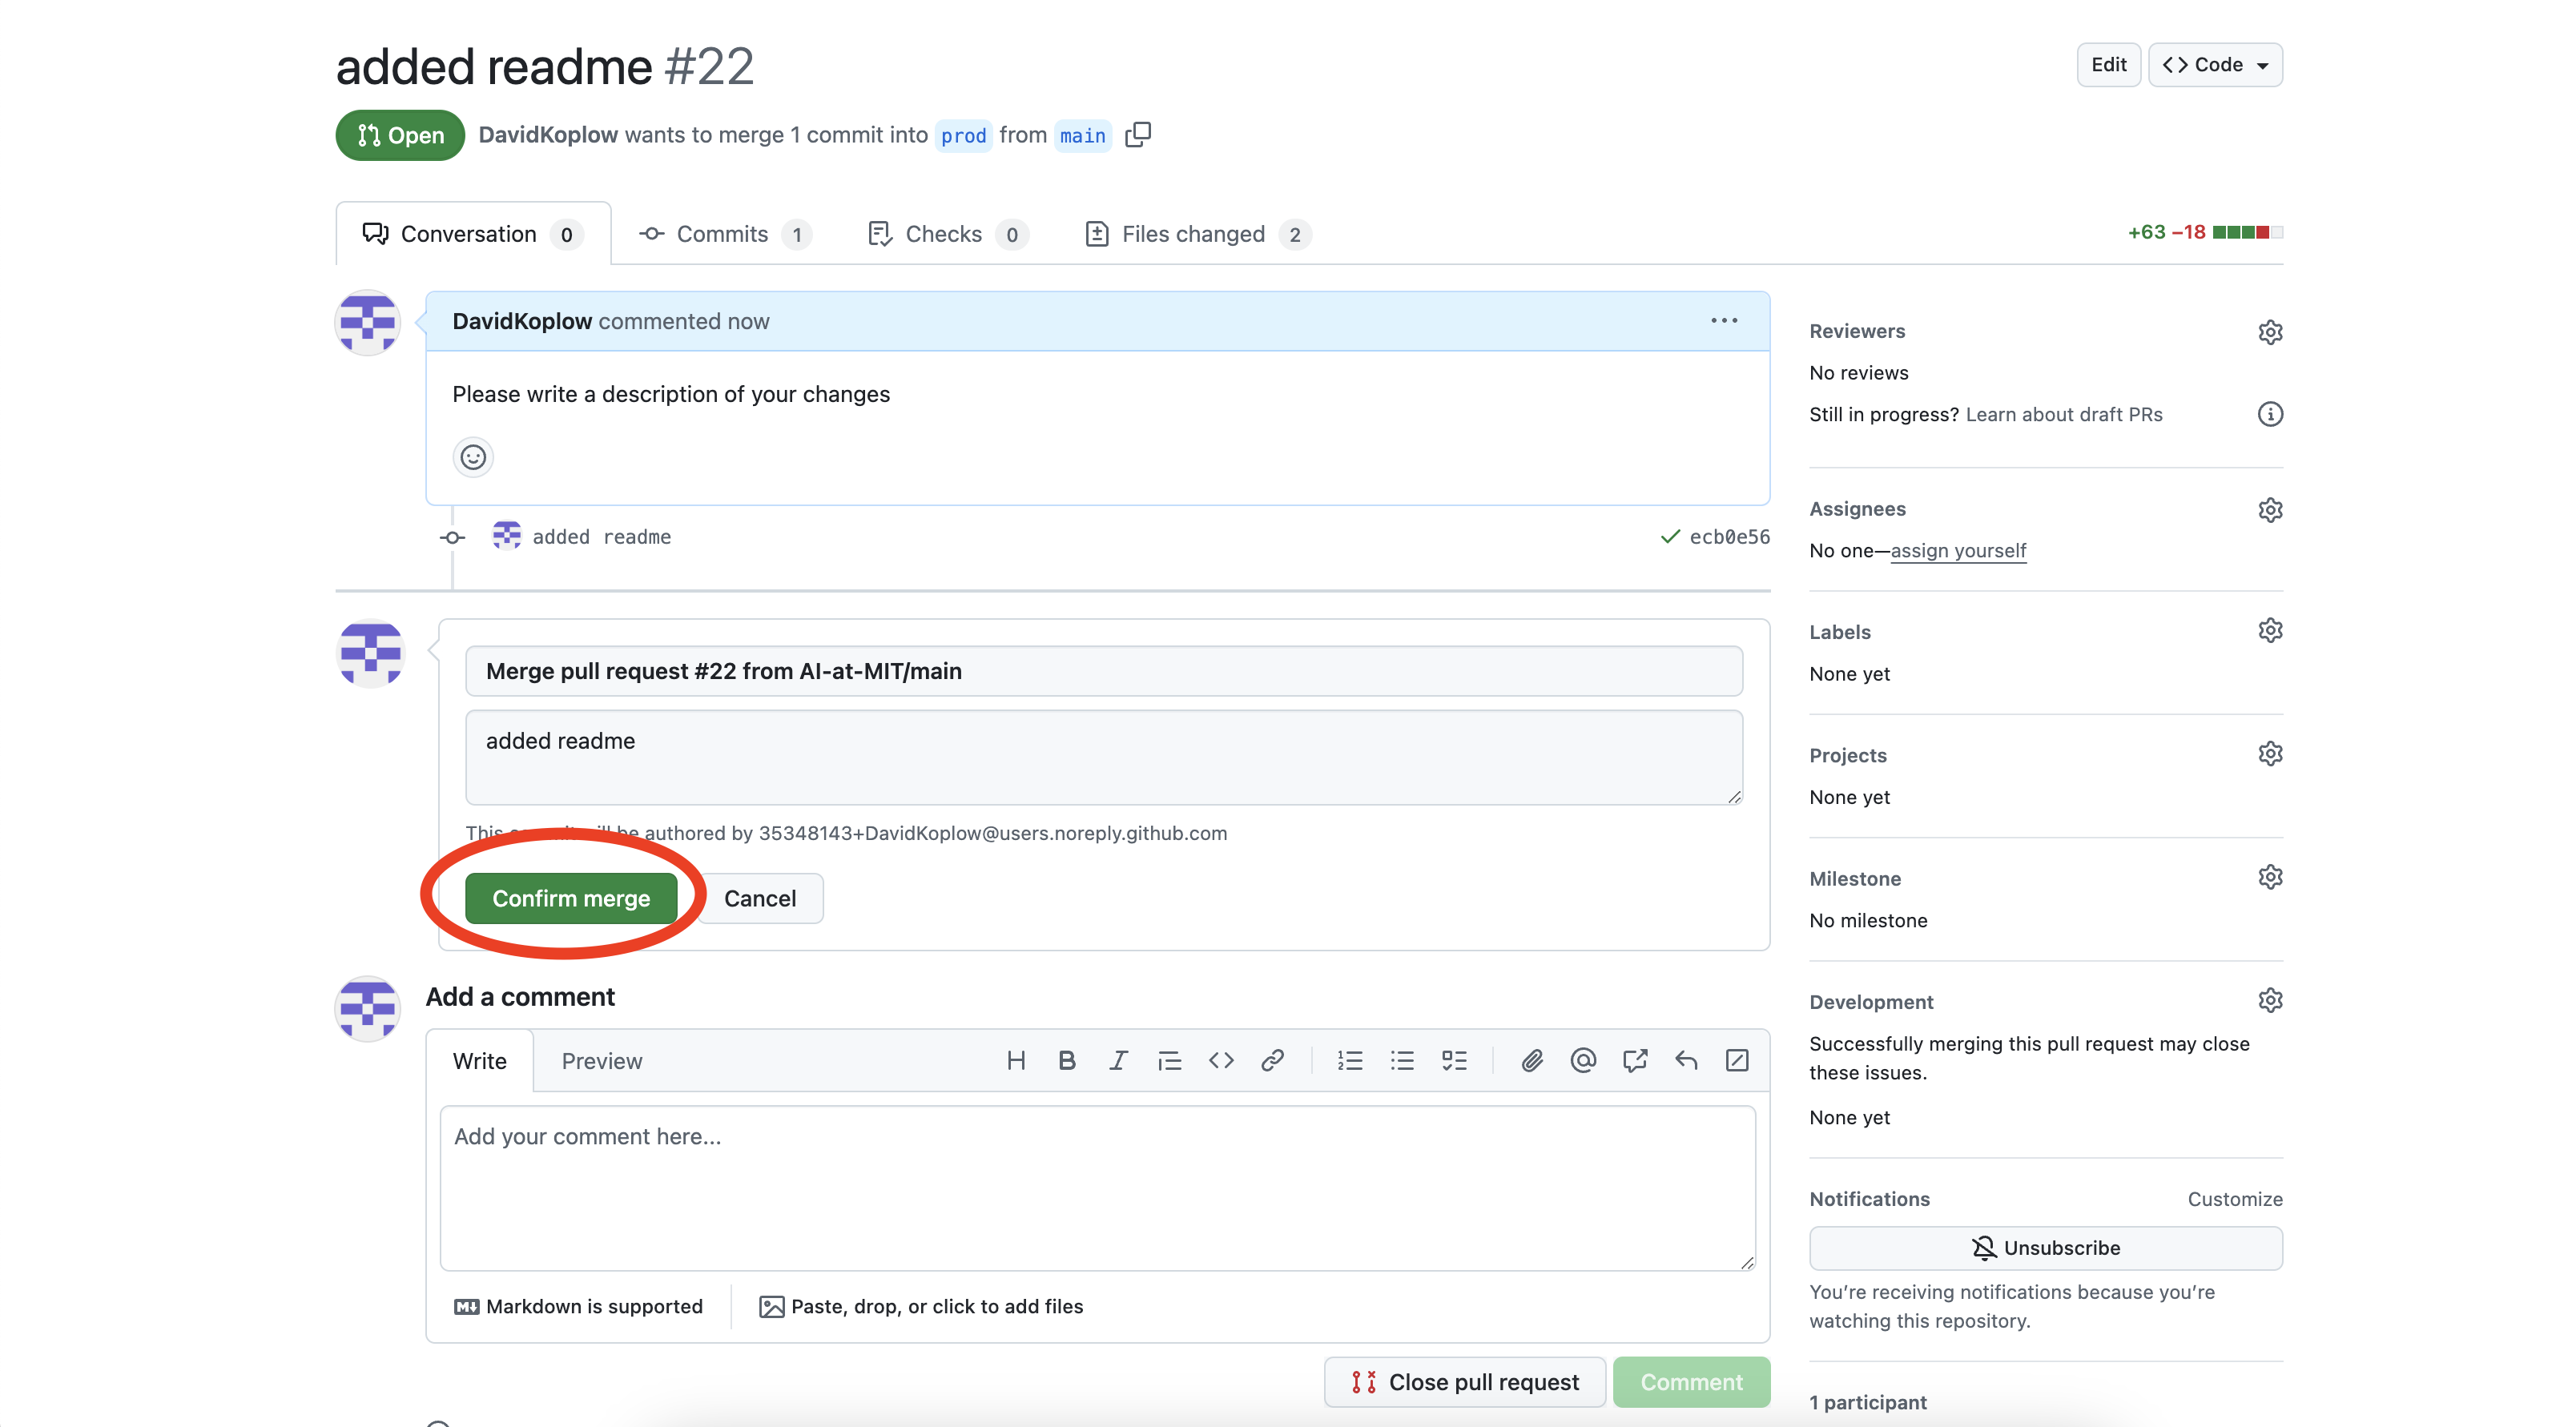 added readme #22
Edit
Code
Open
DavidKoplow wants to merge 1 commit into prod from main
Conversation 0
Commits 1
Checks 0
Files changed 2
+63 −18
DavidKoplow commented now
Please write a description of your changes
added readme
ecb0e56
Merge pull request #22 from AI-at-MIT/main
added readme
This be authored by 35348143+DavidKoplow@users.noreply.github.com
Confirm merge
Cancel
Add a comment
Write
Preview
Add your comment here...
Markdown is supported
Paste, drop, or click to add files
Close pull request
Comment
Reviewers
No reviews
Still in progress? Learn about draft PRs
Assignees
No one—assign yourself
Labels
None yet
Projects
None yet
Milestone
No milestone
Development
Successfully merging this pull request may close
these issues.
None yet
Notifications
Customize
Unsubscribe
You’re receiving notifications because you’re
watching this repository.
1 participant